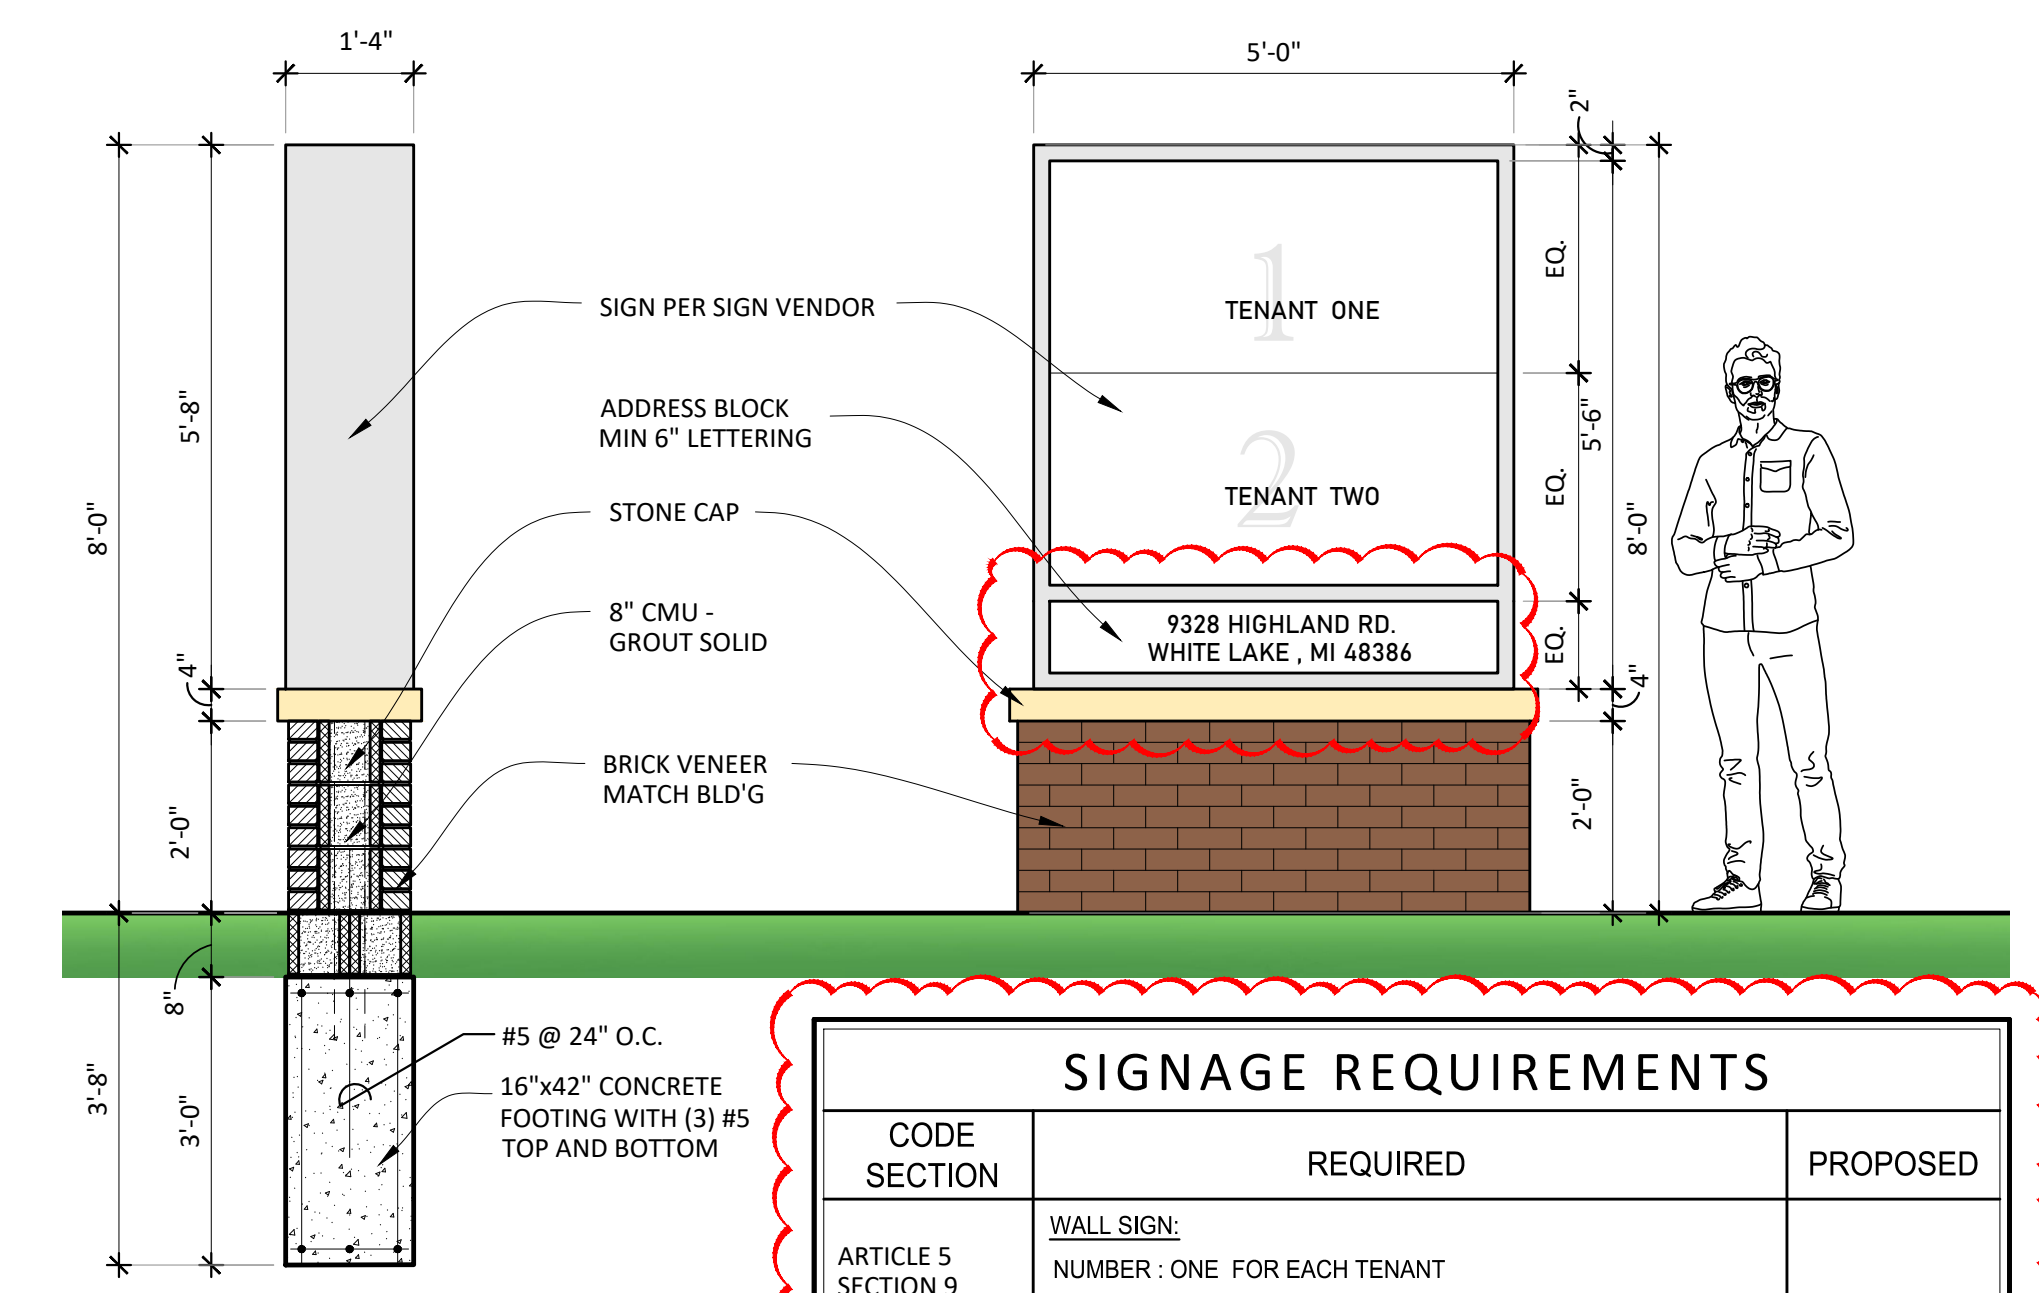 1'-4"
5'-0"
2"
8'-0"
5'-8"
4"
2'-0"
8"
3'-8"
3'-0"
SIGN PER SIGN VENDOR
ADDRESS BLOCK
MIN 6" LETTERING
STONE CAP
8" CMU -
GROUT SOLID
BRICK VENEER
MATCH BLD'G
#5 @ 24" O.C.
16"x42" CONCRETE
FOOTING WITH (3) #5
TOP AND BOTTOM
1
TENANT ONE
2
TENANT TWO
9328 HIGHLAND RD.
WHITE LAKE , MI 48386
EQ.
EQ.
EQ.
5'-6"
8'-0"
4"
2'-0"
SIGNAGE REQUIREMENTS
CODE
SECTION
REQUIRED
PROPOSED
ARTICLE 5
SECTION 9
WALL SIGN:
NUMBER : ONE FOR EACH TENANT